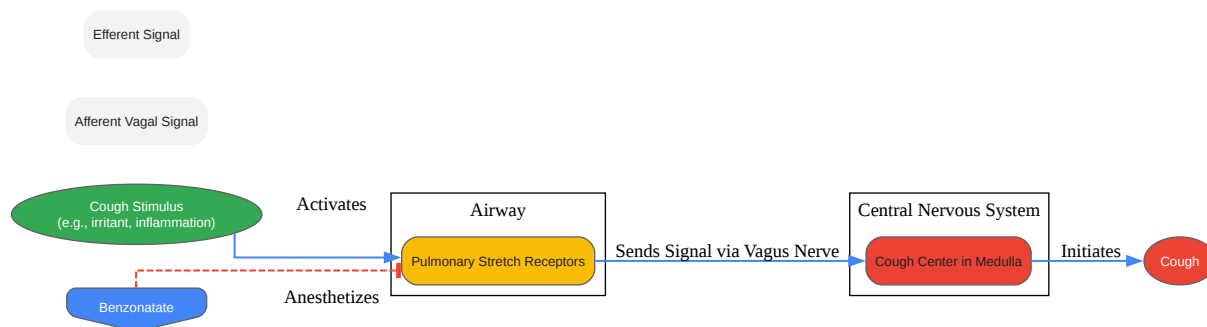 Efferent Signal
Afferent Vagal Signal
Cough Stimulus
(e.g., irritant, inflammation)
Activates
Airway
Pulmonary Stretch Receptors
Sends Signal via Vagus Nerve
Central Nervous System
Cough Center in Medulla
Initiates
Cough
Anesthetizes
Benzonatate